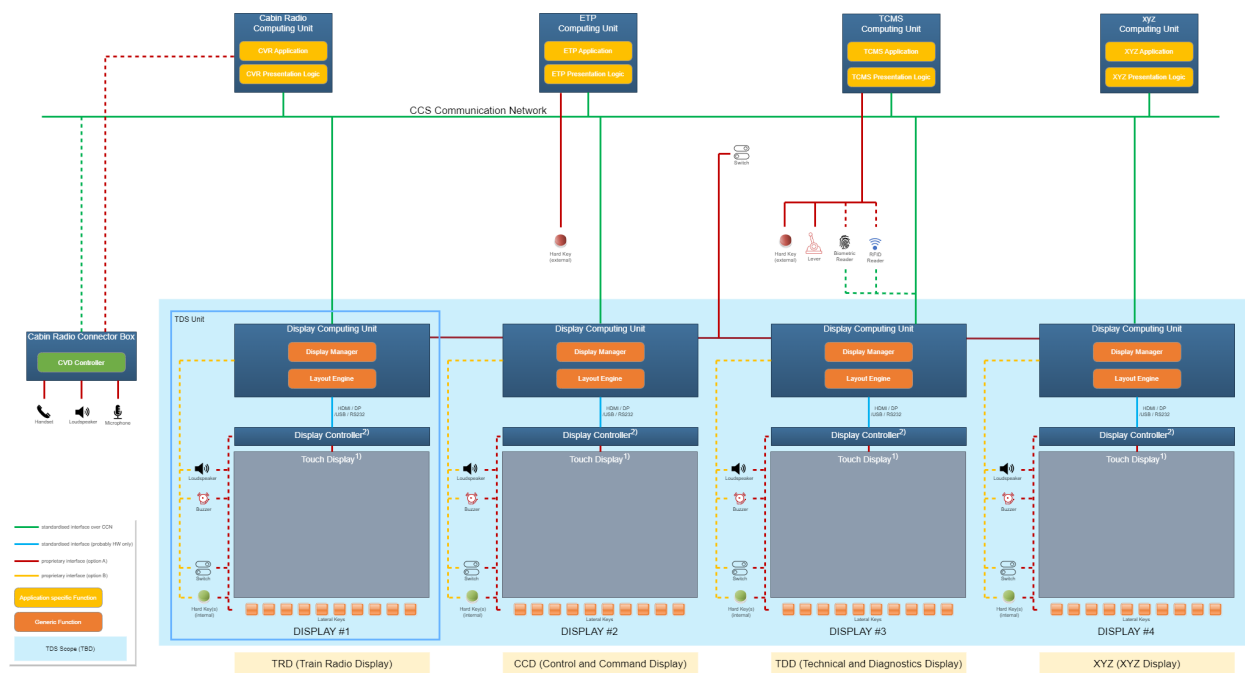 Cabin Radio
Computing Unit
CVR Application
CVR Presentation Logic
ETP
Computing Unit
ETP Application
ETP Presentation Logic
TCMS
Computing Unit
TCMS Application
TCMS Presentation Logic
xyz
Computing Unit
XYZ Application
XYZ Presentation Logic
CCS Communication Network
Switch
Hard Key
(external)
Hard Key
(external)
Lever
Biometric
Reader
RFID
Reader
Cabin Radio Connector Box
CVD Controller
Handset
Loudspeaker
Microphone
TDS Unit
Display Computing Unit
Display Manager
Layout Engine
HDMI / DP
/USB / RS232
Display Controller2)
Touch Display1)
Loudspeaker
Buzzer
Switch
Hard Key(s)
(internal)
Lateral Keys
DISPLAY #1
TRD (Train Radio Display)
Display Computing Unit
Display Manager
Layout Engine
HDMI / DP
/USB / RS232
Display Controller2)
Touch Display1)
Loudspeaker
Buzzer
Switch
Hard Key(s)
(internal)
Lateral Keys
DISPLAY #2
CCD (Control and Command Display)
Display Computing Unit
Display Manager
Layout Engine
HDMI / DP
/USB / RS232
Display Controller2)
Touch Display1)
Loudspeaker
Buzzer
Switch
Hard Key(s)
(internal)
Lateral Keys
DISPLAY #3
TDD (Technical and Diagnostics Display)
Display Computing Unit
Display Manager
Layout Engine
HDMI / DP
/USB / RS232
Display Controller2)
Touch Display1)
Loudspeaker
Buzzer
Switch
Hard Key(s)
(internal)
Lateral Keys
DISPLAY #4
XYZ (XYZ Display)
standardised interface over CCN
standardised interface (probably HW only)
proprietary interface (option A)
proprietary interface (option B)
Application specific Function
Generic Function
TDS Scope (TBD)